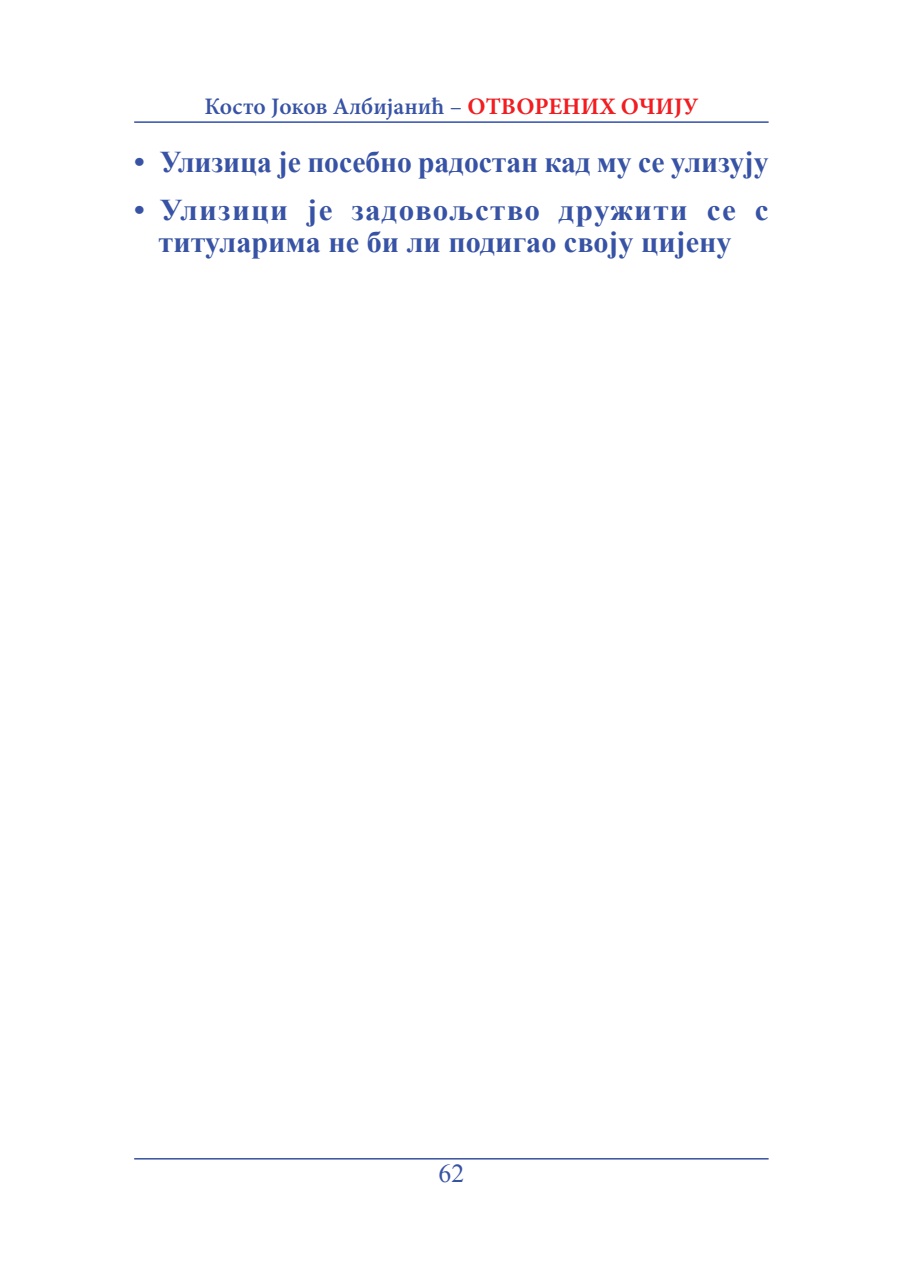 Косто Јоков Албијанић – ОТВОРЕНИХ ОЧИЈУ
• Улизица је посебно радостан кад му се улизују
• Улизици је задовољство дружити се с
титуларима не би ли подигао своју цијену
62